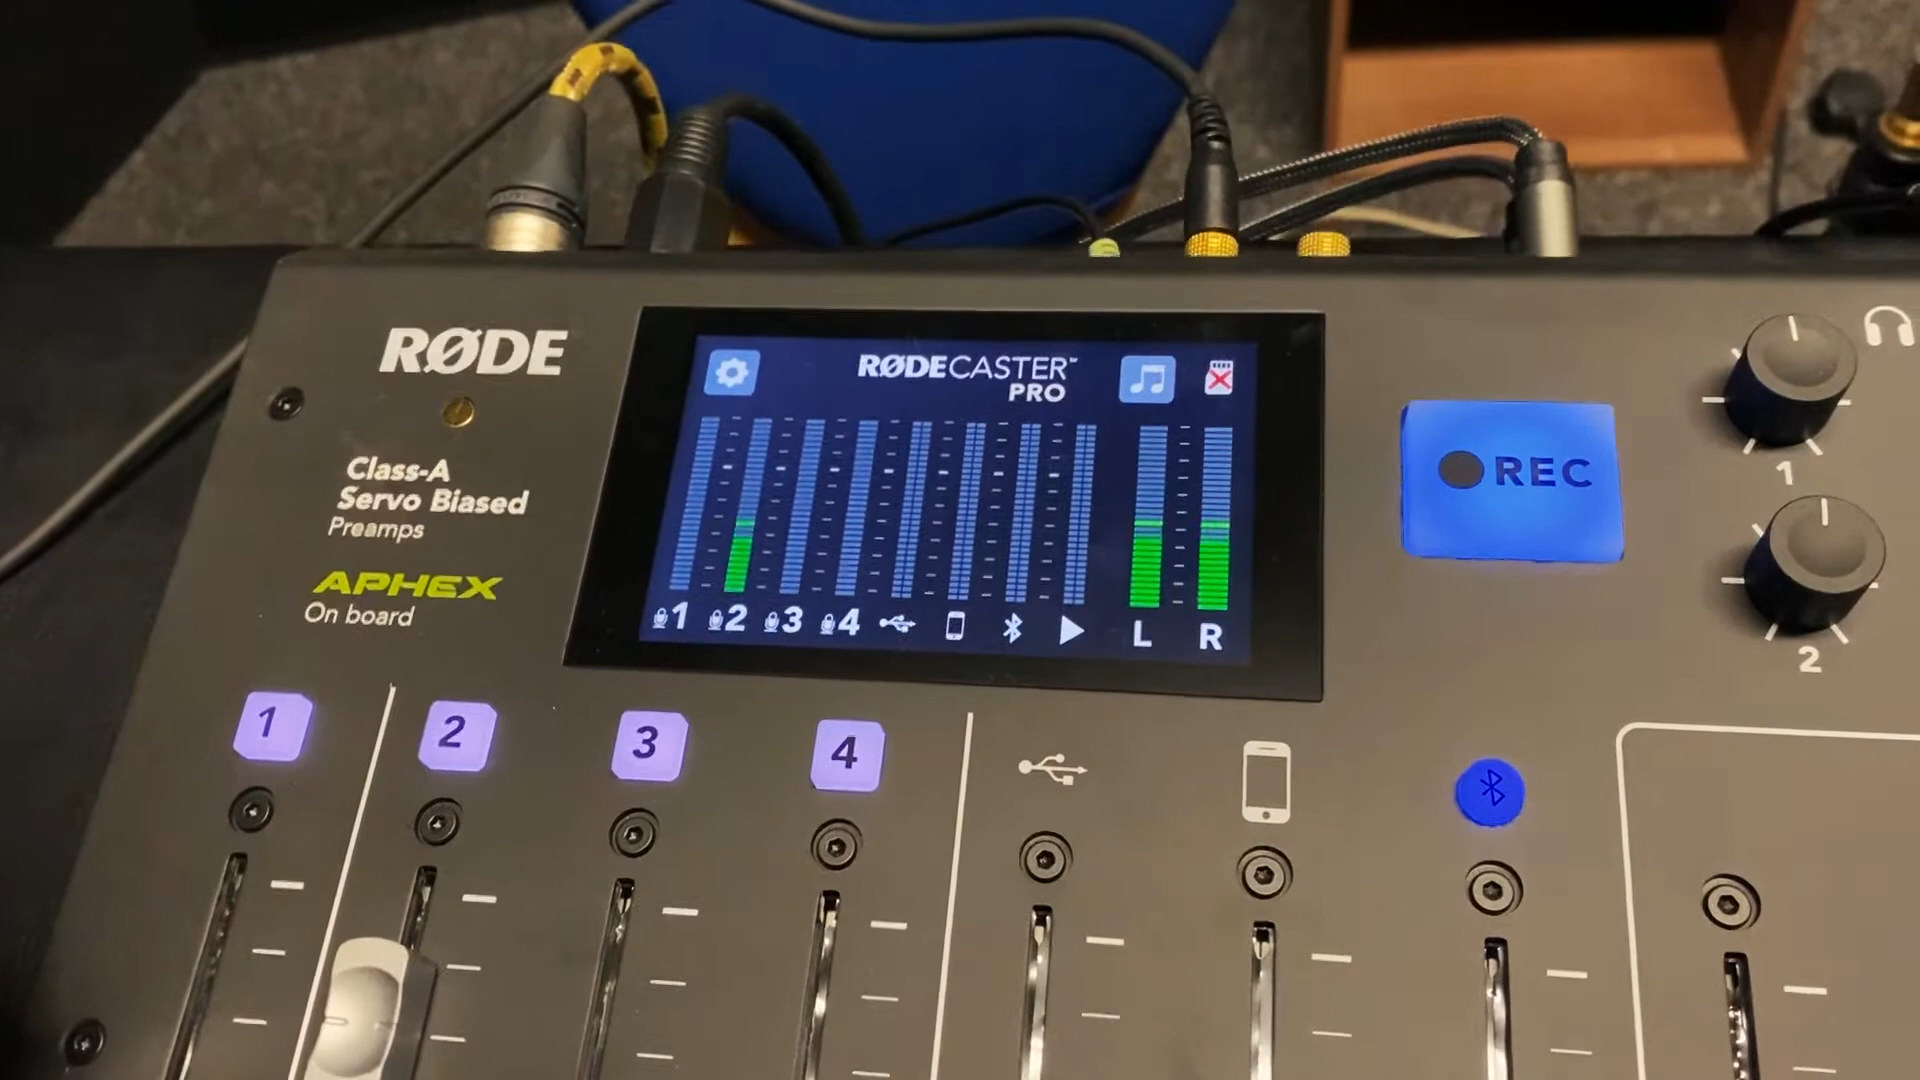 RØDE
Class-A
Servo Biased
Preamps
APHEX
On board
RØDECASTER™
PRO
1 2 3 4 L R
REC
1
2
1 2 3 4